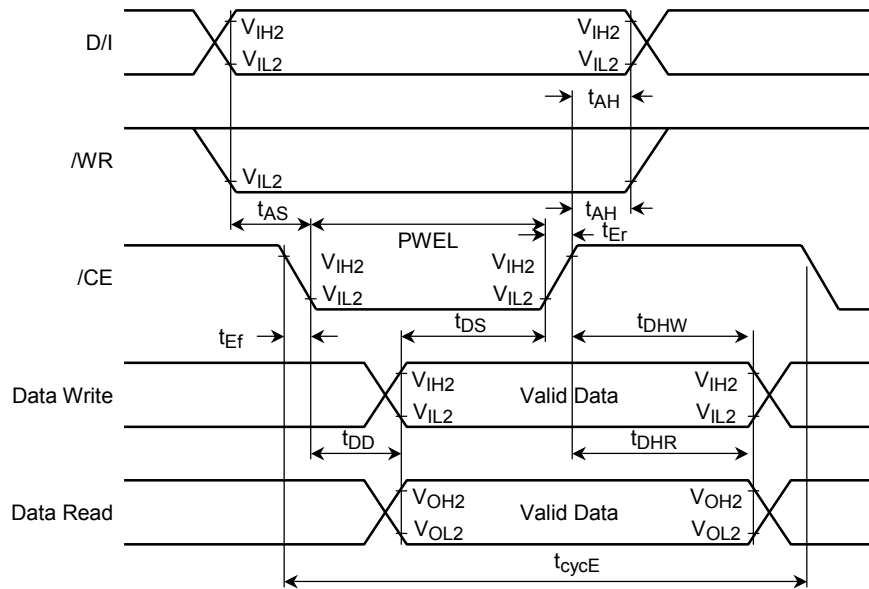 D/I
VIH2 VIH2
VIL2 VIL2
tAH
/WR
VIL2
tAS tAH
PWEL tEr
/CE
VIH2 VIH2
VIL2 VIL2
tEf tDS tDHW
Data Write
VIH2 Valid Data VIH2
VIL2 VIL2
tDD tDHR
Data Read
VOH2 Valid Data VOH2
VOL2 VOL2
tcycE